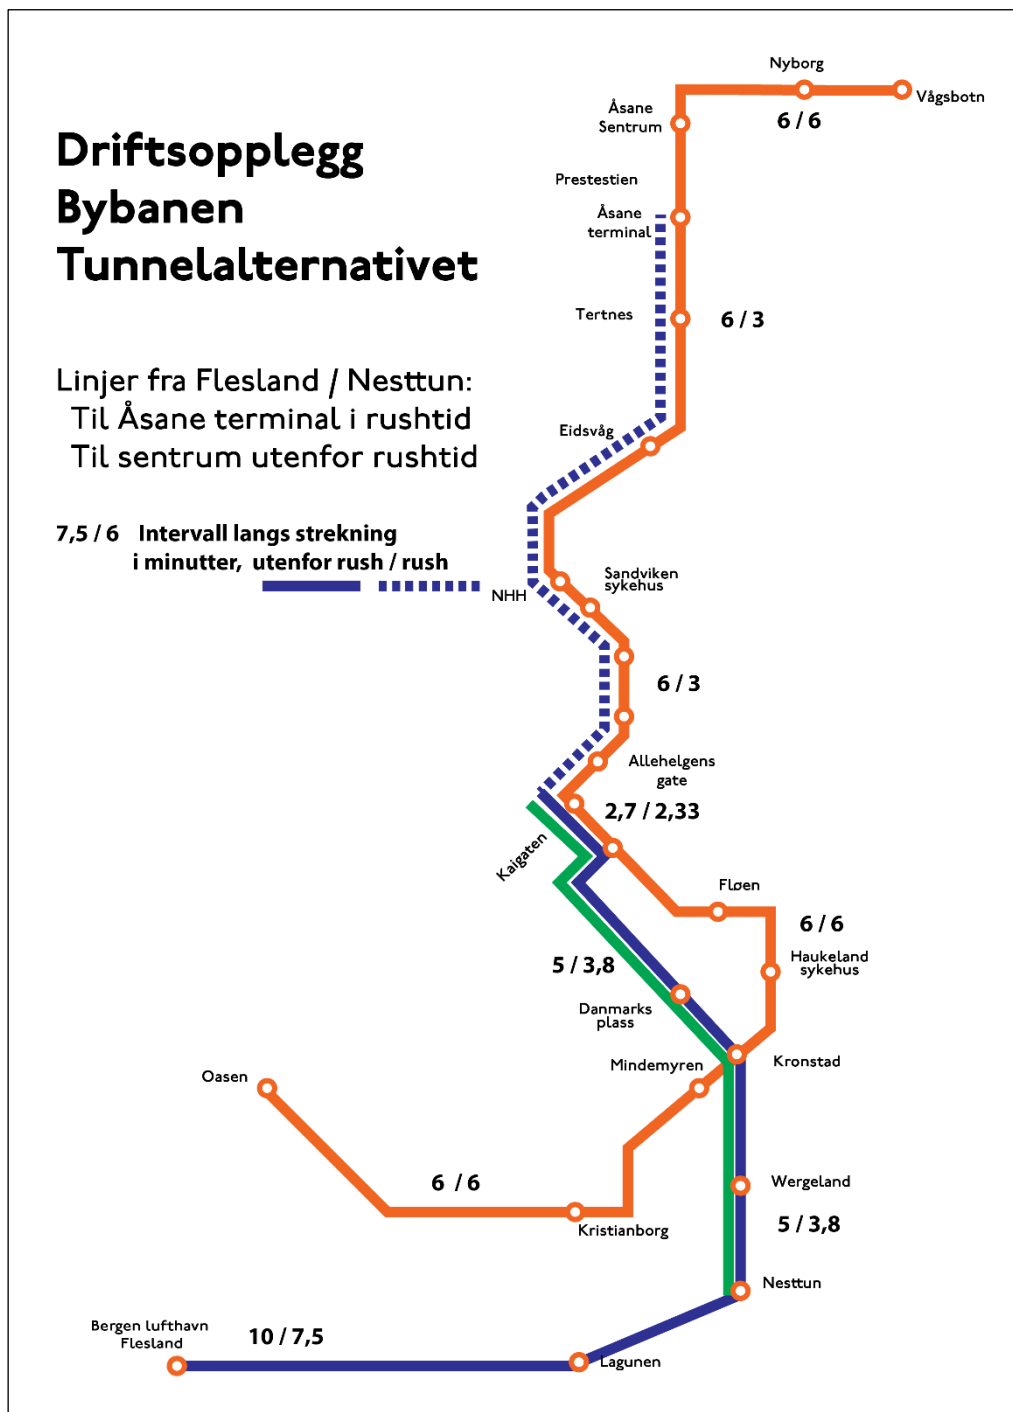 Nyborg
Vågsbotn
6 / 6
Åsane
Sentrum
Driftsopplegg
Bybanen
Tunnelalternativet
Prestestien
Åsane
terminal
Tertnes
6 / 3
Linjer fra Flesland / Nesttun:
Til Åsane terminal i rushtid
Til sentrum utenfor rushtid
Eidsvåg
7,5 / 6 Intervall langs strekning
i minutter, utenfor rush / rush
NHH
Sandviken
sykehus
6 / 3
Allehelgens
gate
2,7 / 2,33
Kaigaten
Fløen
6 / 6
Haukeland
sykehus
5 / 3,8
Danmarks
plass
Kronstad
Mindemyren
Oasen
6 / 6
Kristianborg
Wergeland
5 / 3,8
Nesttun
Bergen lufthavn
Flesland
10 / 7,5
Lagunen